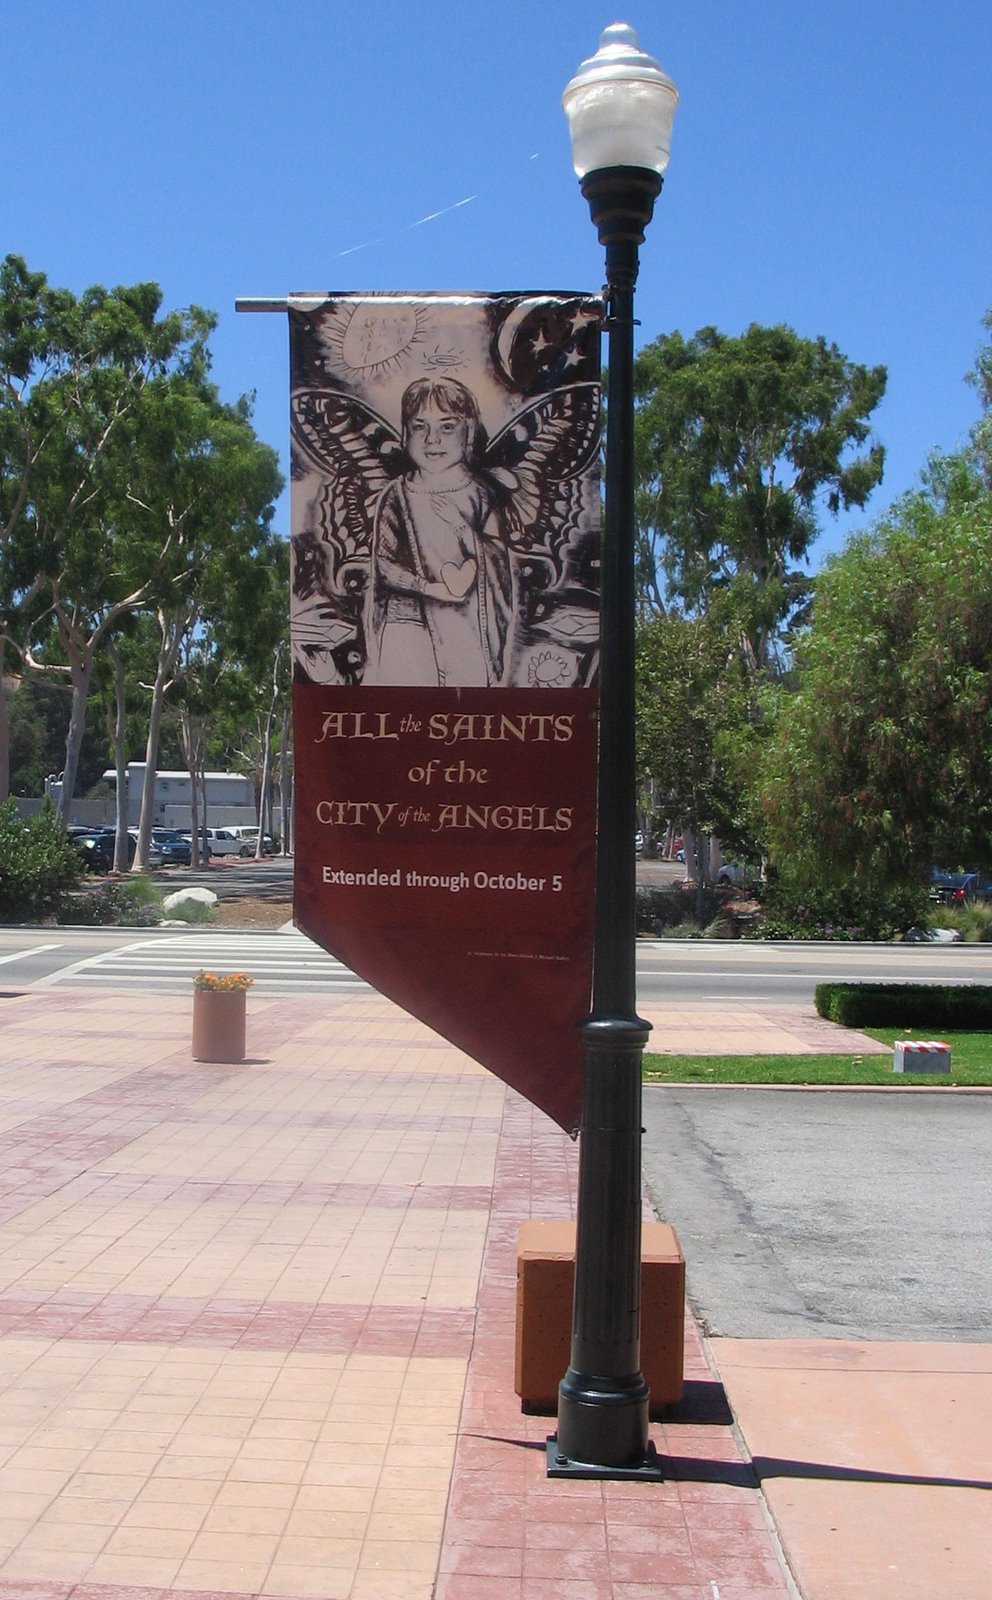 ALL the SAINTS
of the
CITY of the ANGELS
Extended through October 5